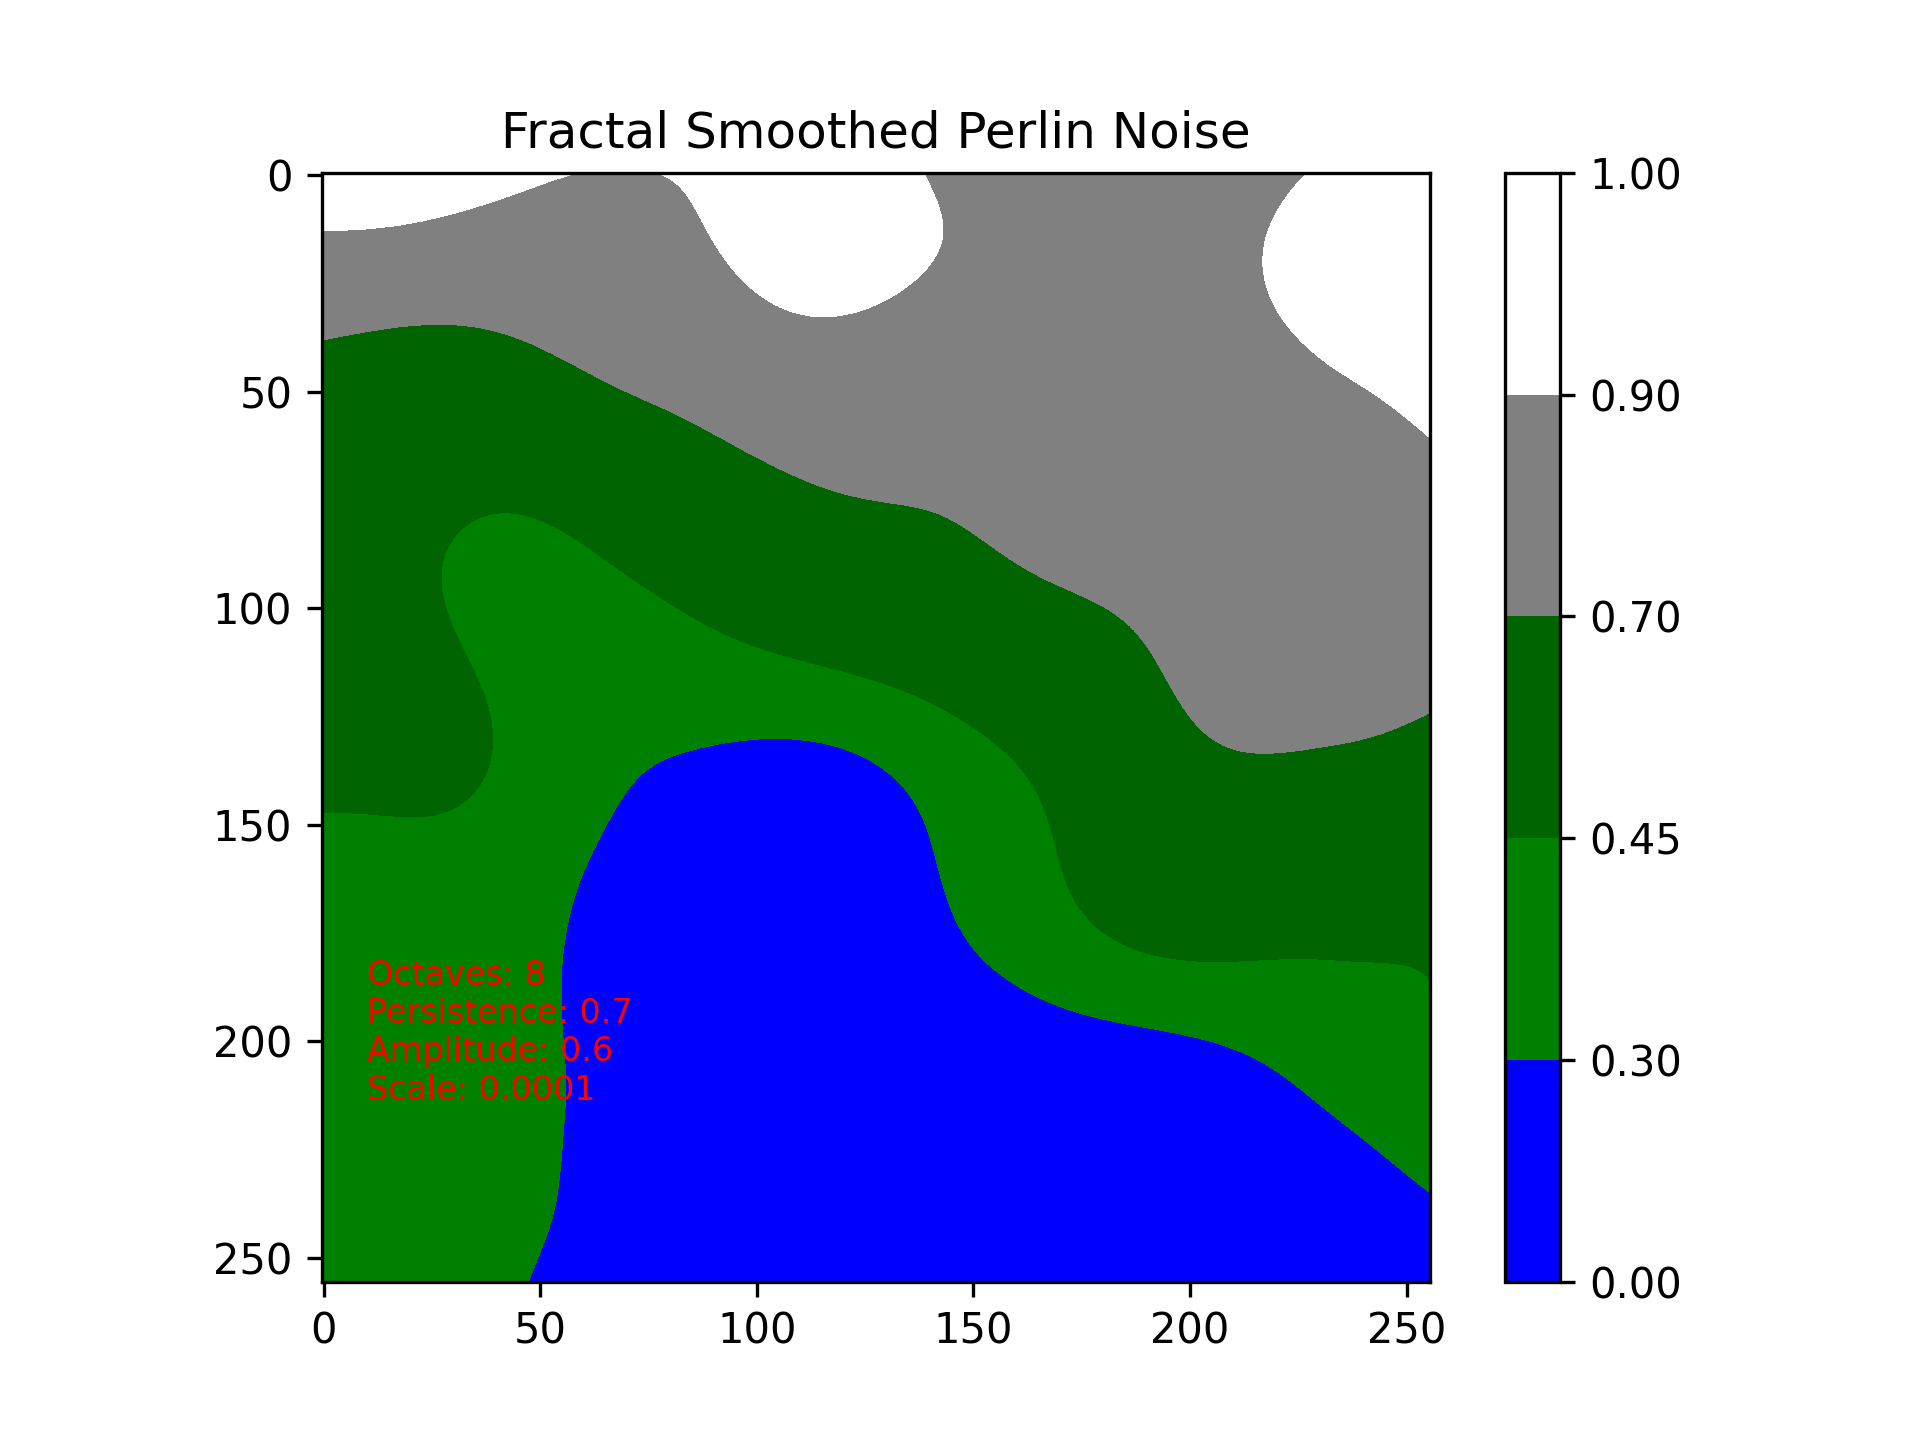 Fractal Smoothed Perlin Noise
0
50
100
150
200
250
0 50 100 150 200 250
1.00
0.90
0.70
0.45
0.30
0.00
Octaves: 8
Persistence: 0.7
Amplitude: 0.6
Scale: 0.0001